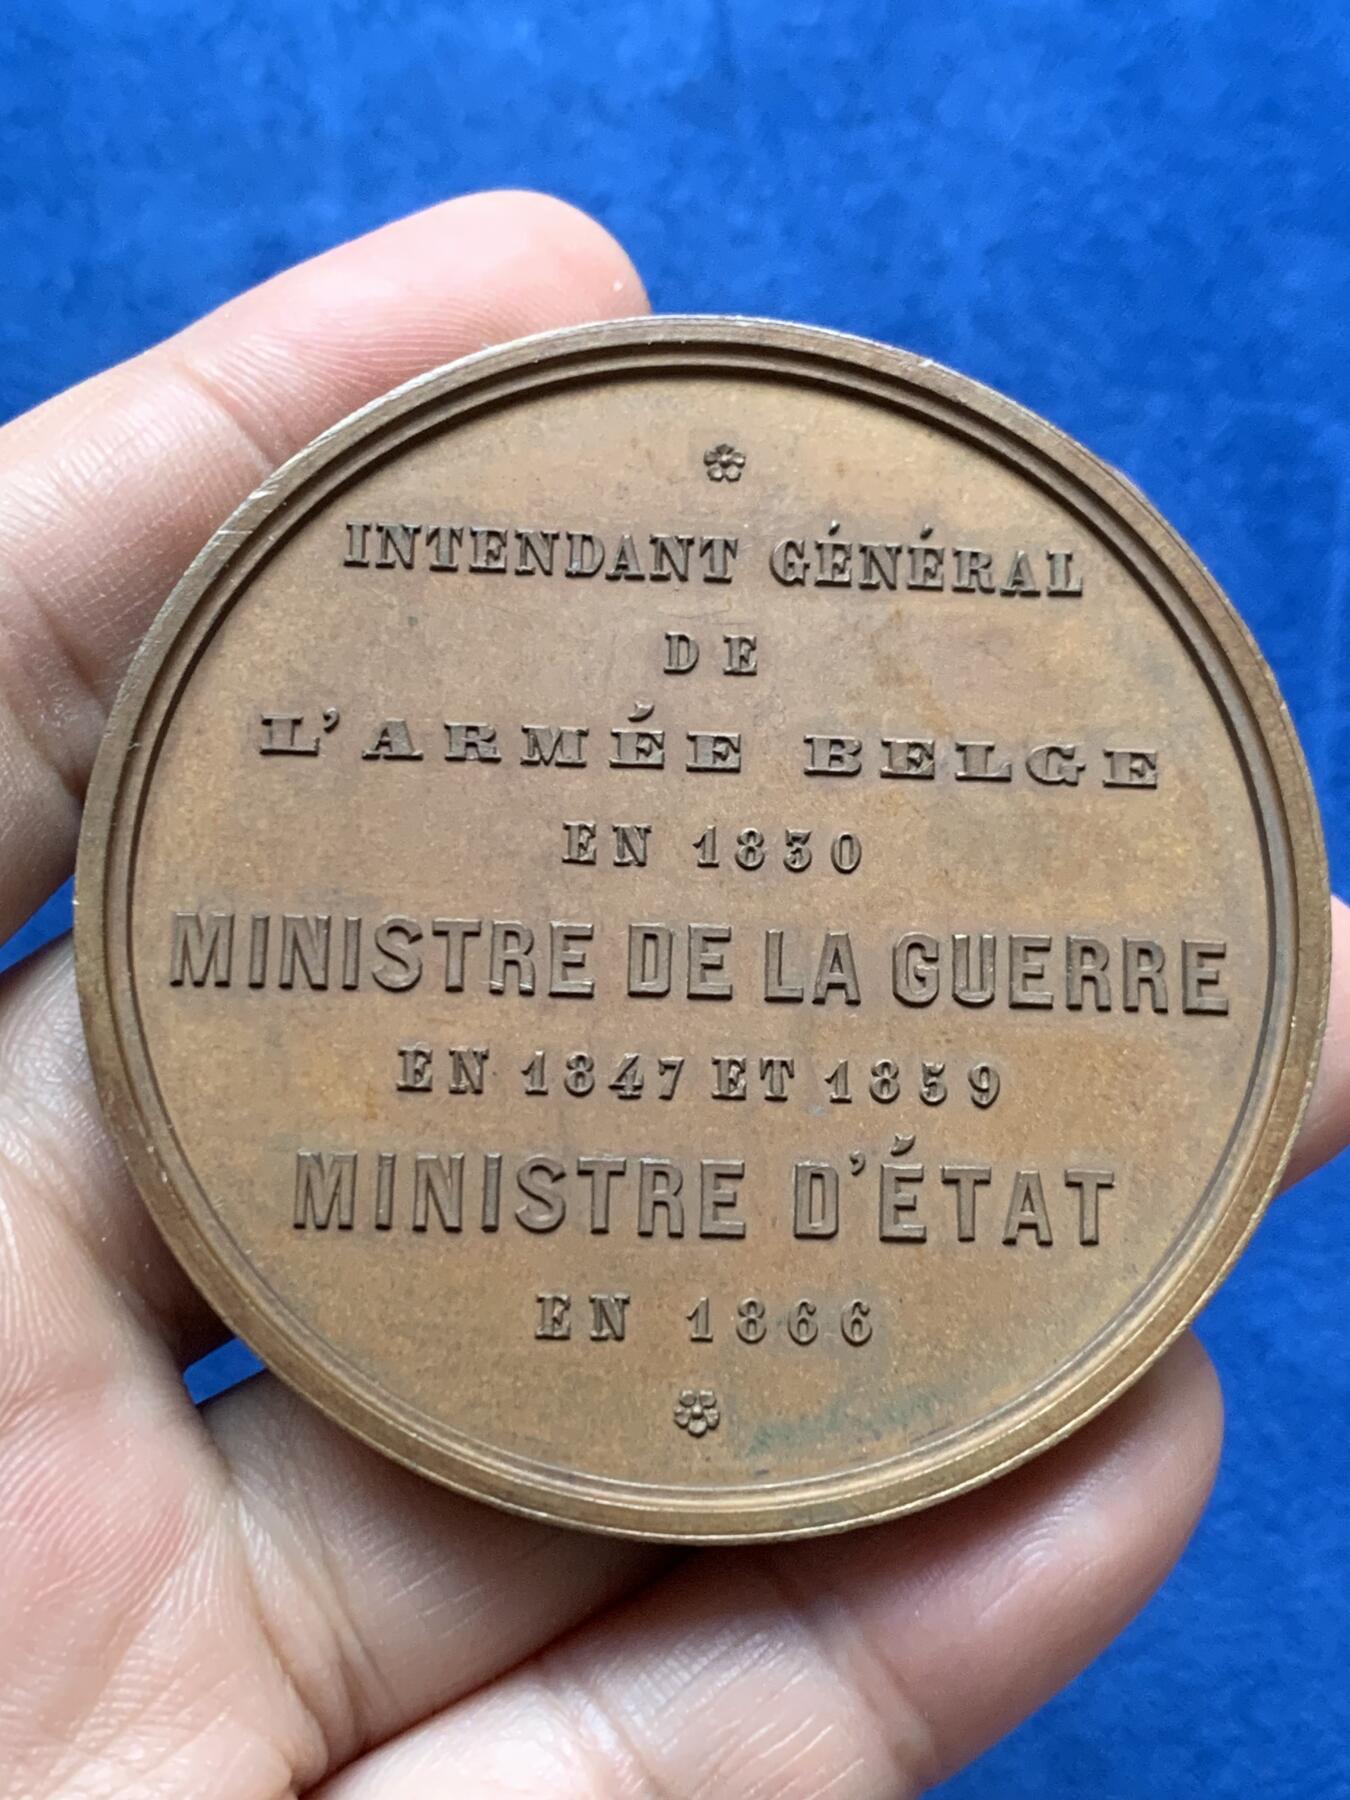 INTENDANT GÉNÉRAL
DE
L'ARMÉE BELGE
EN 1830
MINISTRE DE LA GUERRE
EN 1847 ET 1859
MINISTRE D'ÉTAT
EN 1866